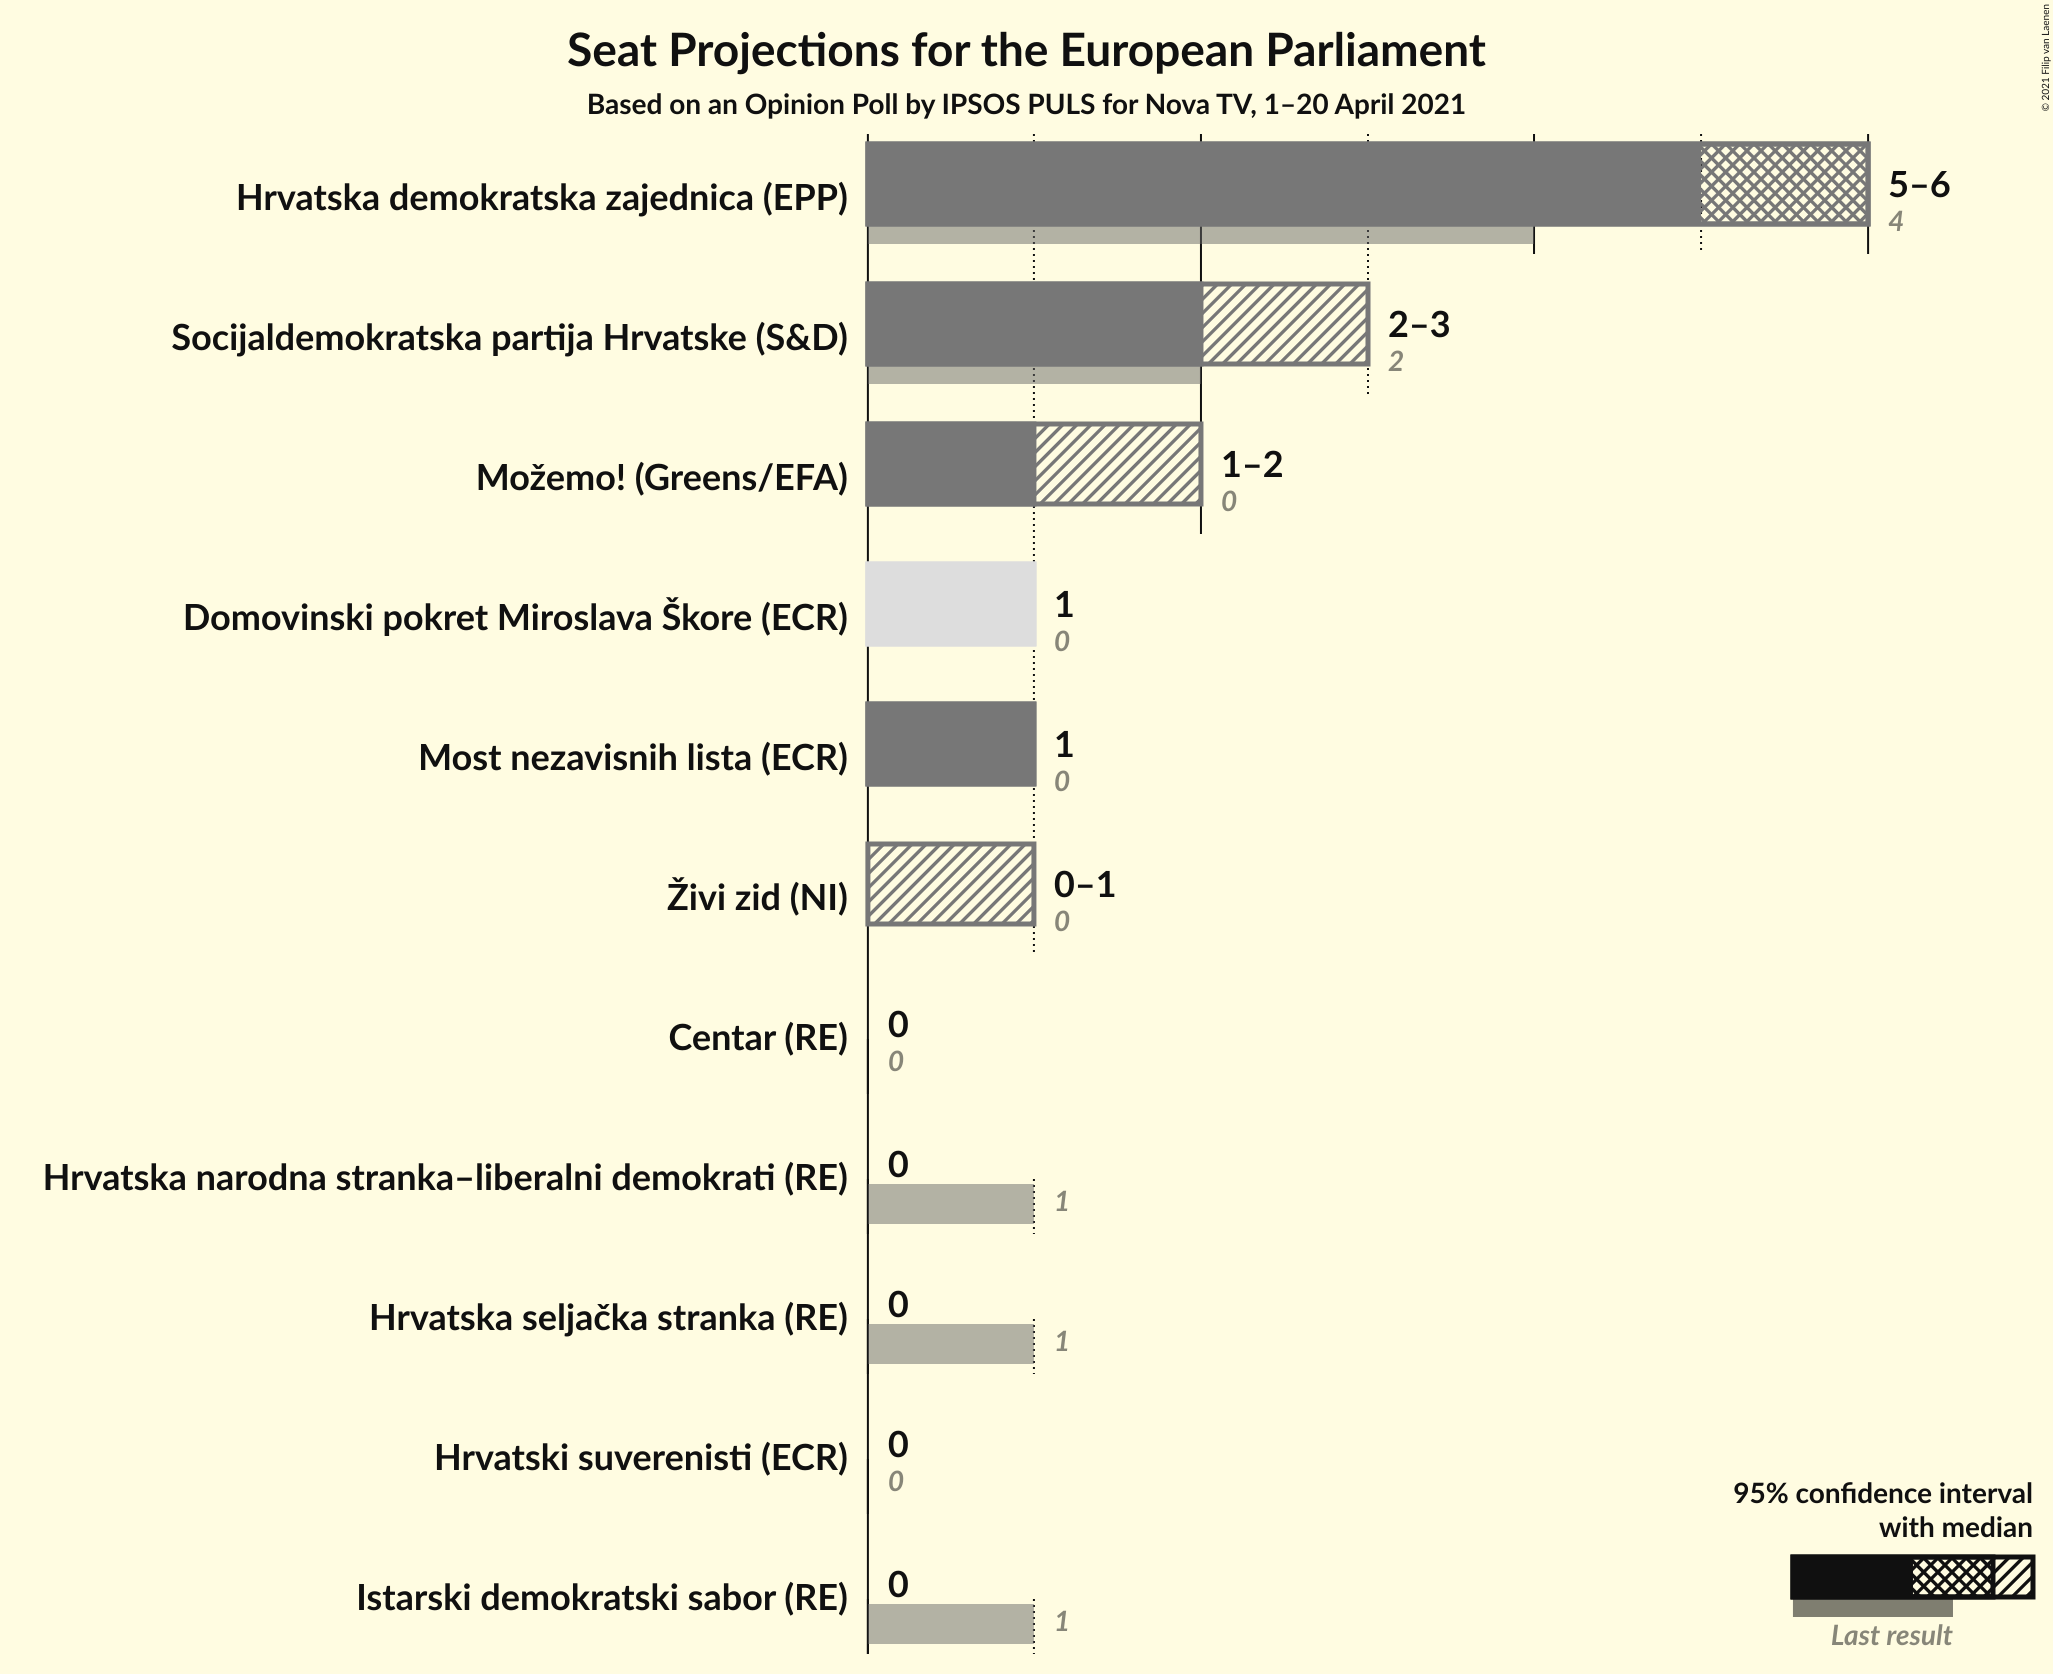 © 2021 Filip van Laenen
Seat Projections for the European Parliament
Based on an Opinion Poll by IPSOS PULS for Nova TV, 1–20 April 2021
Hrvatska demokratska zajednica (EPP)
5–6
4
Socijaldemokratska partija Hrvatske (S&D)
2–3
2
Možemo! (Greens/EFA)
1–2
0
Domovinski pokret Miroslava Škore (ECR)
1
0
Most nezavisnih lista (ECR)
1
0
Živi zid (NI)
0–1
0
Centar (RE)
0
0
Hrvatska narodna stranka–liberalni demokrati (RE)
0
1
Hrvatska seljačka stranka (RE)
0
1
Hrvatski suverenisti (ECR)
0
0
Istarski demokratski sabor (RE)
0
1
95% confidence interval
with median
Last result